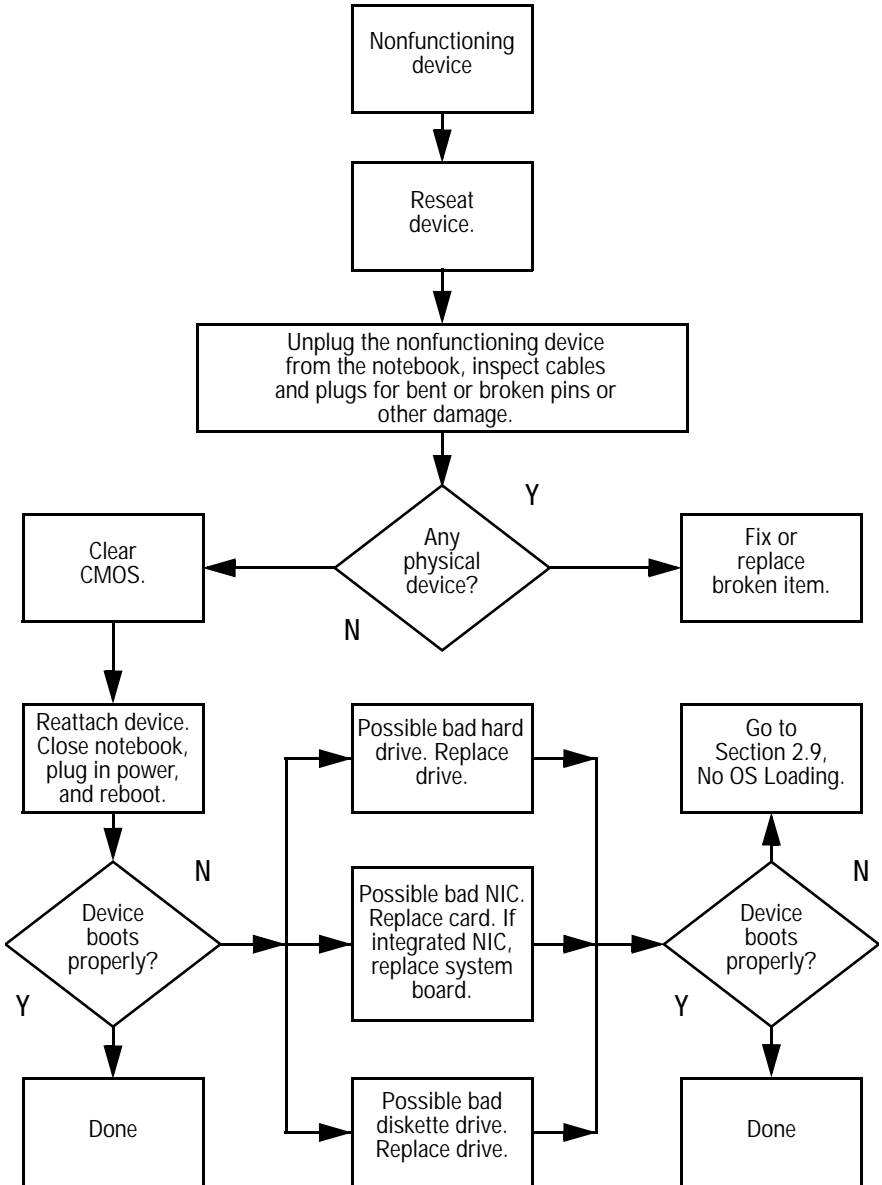 Nonfunctioning
device
Reseat
device.
Unplug the nonfunctioning device
from the notebook, inspect cables
and plugs for bent or broken pins or
other damage.
Y
Any
physical
device?
N
Clear
CMOS.
Fix or
replace
broken item.
Reattach device.
Close notebook,
plug in power,
and reboot.
Possible bad hard
drive. Replace
drive.
Go to
Section 2.9,
No OS Loading.
N
Device
boots
properly?
Y
Possible bad NIC.
Replace card. If
integrated NIC,
replace system
board.
N
Device
boots
properly?
Y
Done
Possible bad
diskette drive.
Replace drive.
Done